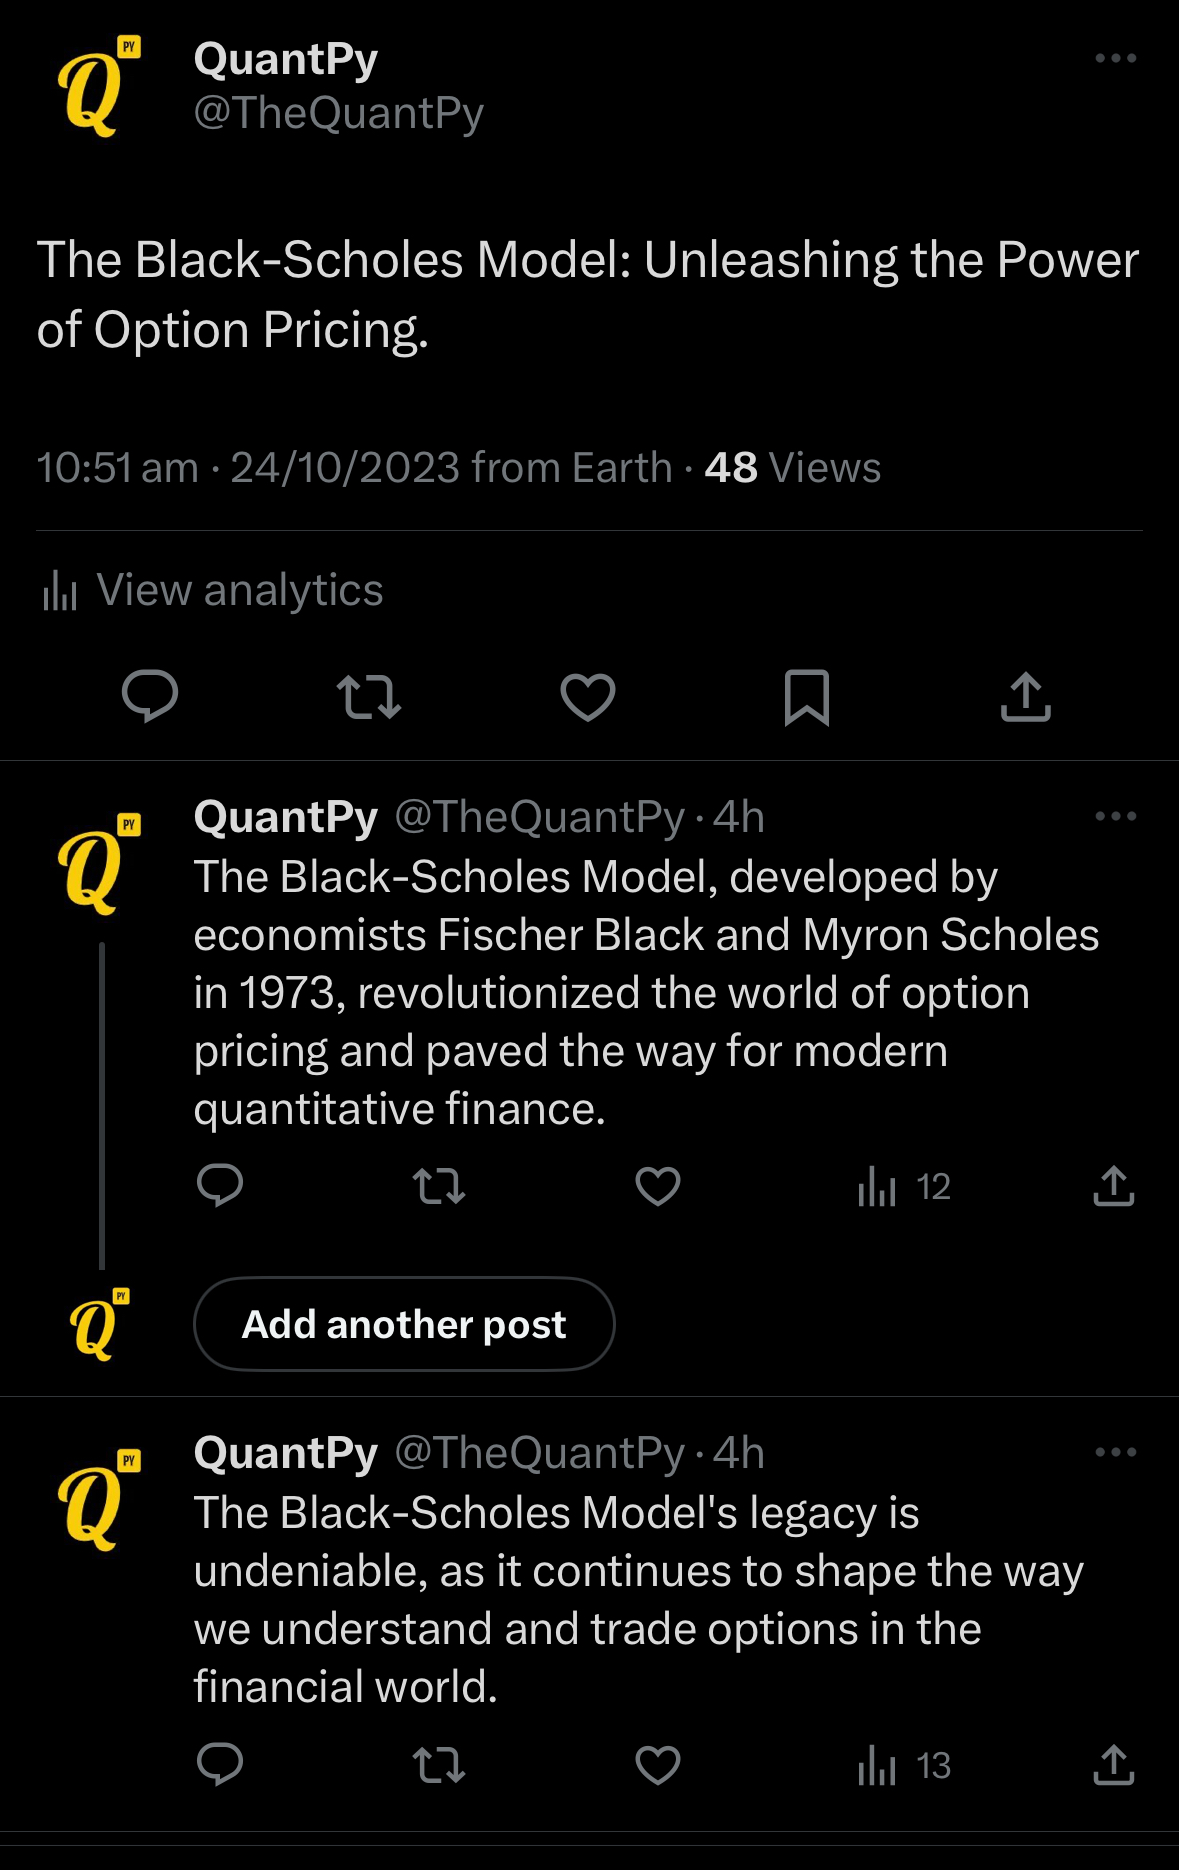 PY
Q
QuantPy
@TheQuantPy
The Black-Scholes Model: Unleashing the Power
of Option Pricing.
10:51 am · 24/10/2023 from Earth · 48 Views
View analytics
PY
Q
QuantPy @TheQuantPy · 4h
The Black-Scholes Model, developed by
economists Fischer Black and Myron Scholes
in 1973, revolutionized the world of option
pricing and paved the way for modern
quantitative finance.
12
PY
Q
Add another post
PY
Q
QuantPy @TheQuantPy · 4h
The Black-Scholes Model's legacy is
undeniable, as it continues to shape the way
we understand and trade options in the
financial world.
13